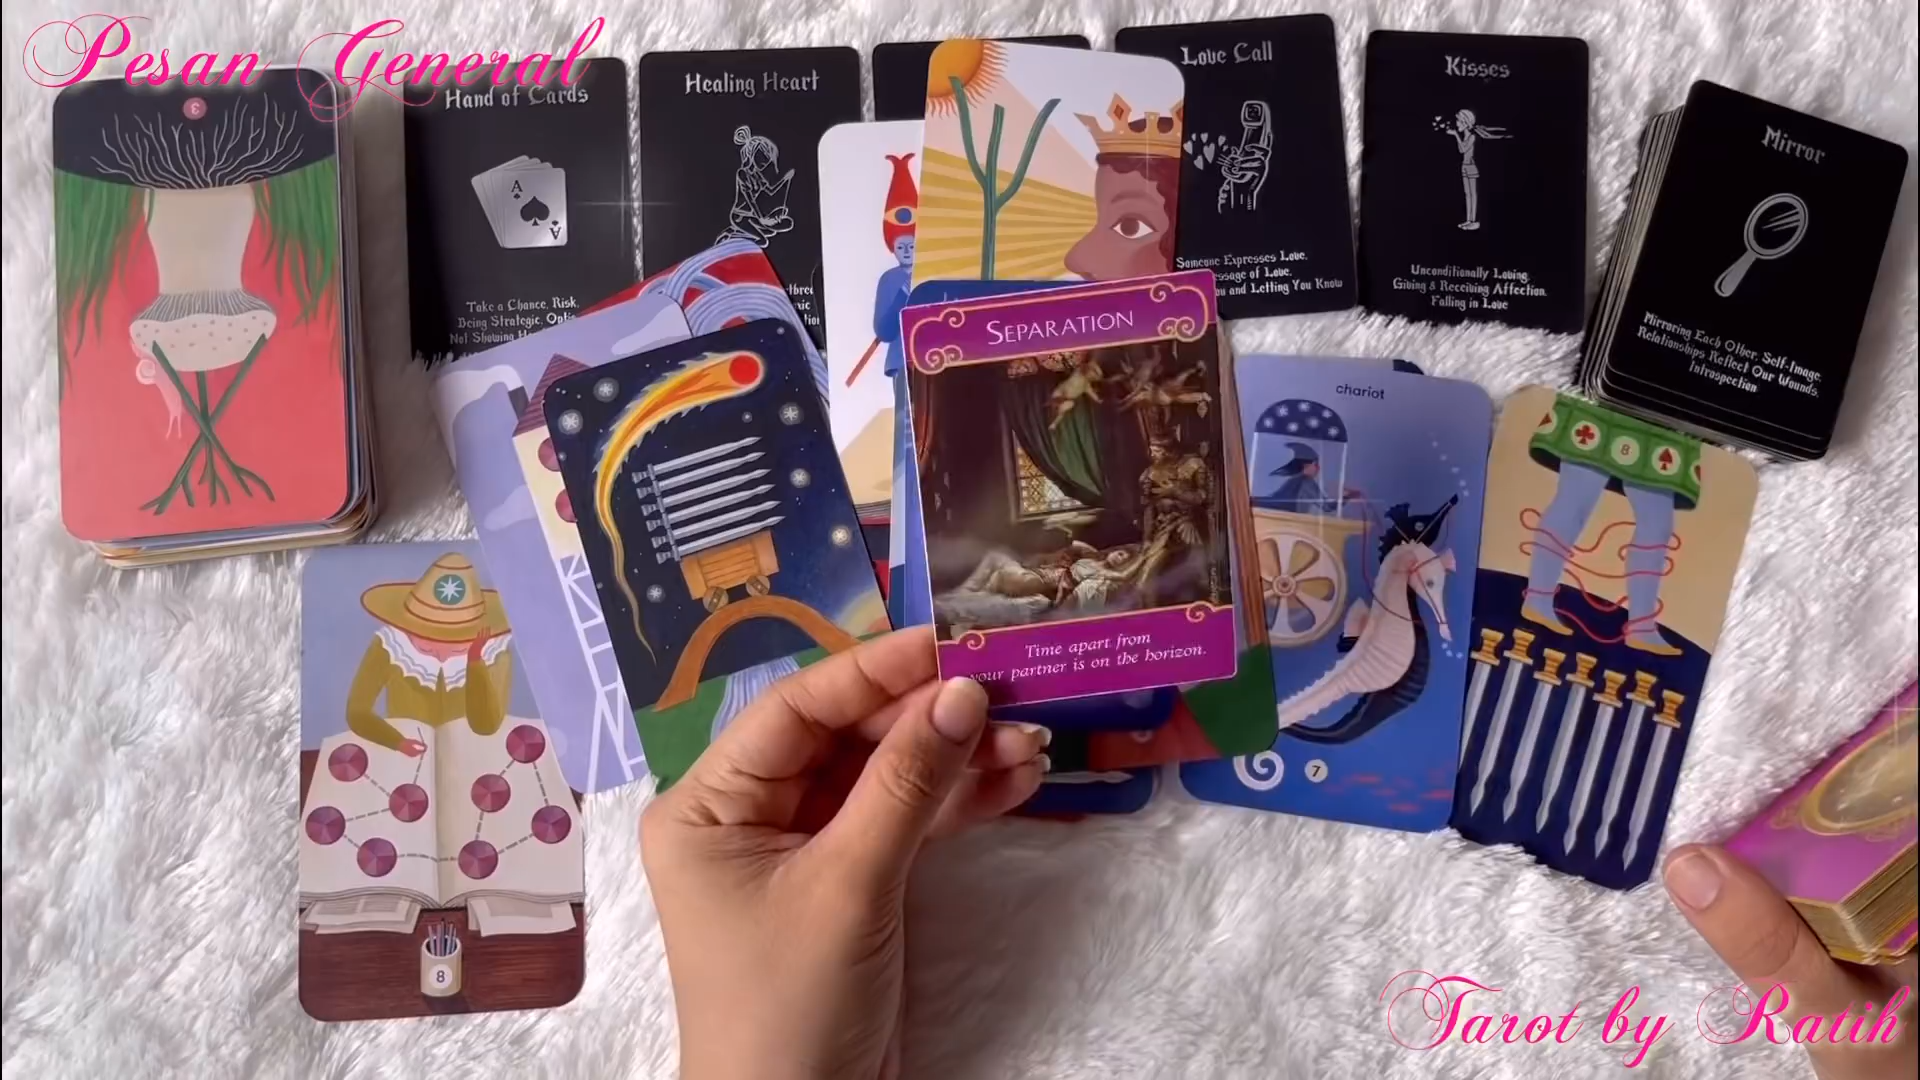 Pesan General
3
Hand of Cards
A
A
Take a Chance, Risk,
Being Strategic,
Healing Heart
Love Call
Someone Expresses Love.
of Love.
and Letting You Know
Kisses
Unconditionally Loving.
Giving & Receiving Affection.
Falling in Love
Mirror
Mirroring Each Other. Self-Image.
Relationships Reflect Our Wounds.
Introspection
SEPARATION
Time apart from
your partner is on the horizon.
chariot
7
8
8
Tarot by Ratih